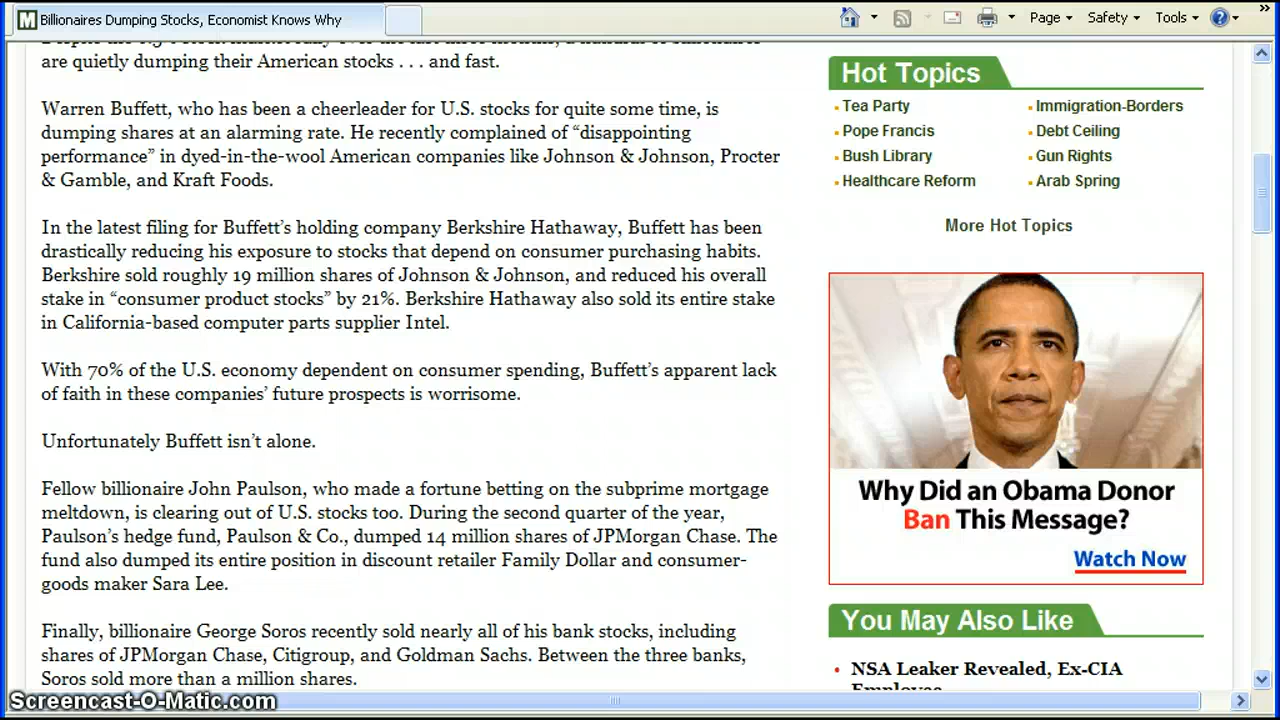 Billionaires Dumping Stocks, Economist Knows Why
Page
Safety
Tools
are quietly dumping their American stocks . . . and fast.
Warren Buffett, who has been a cheerleader for U.S. stocks for quite some time, is
dumping shares at an alarming rate. He recently complained of “disappointing
performance” in dyed-in-the-wool American companies like Johnson & Johnson, Procter
& Gamble, and Kraft Foods.
In the latest filing for Buffett’s holding company Berkshire Hathaway, Buffett has been
drastically reducing his exposure to stocks that depend on consumer purchasing habits.
Berkshire sold roughly 19 million shares of Johnson & Johnson, and reduced his overall
stake in “consumer product stocks” by 21%. Berkshire Hathaway also sold its entire stake
in California-based computer parts supplier Intel.
With 70% of the U.S. economy dependent on consumer spending, Buffett’s apparent lack
of faith in these companies’ future prospects is worrisome.
Unfortunately Buffett isn’t alone.
Fellow billionaire John Paulson, who made a fortune betting on the subprime mortgage
meltdown, is clearing out of U.S. stocks too. During the second quarter of the year,
Paulson’s hedge fund, Paulson & Co., dumped 14 million shares of JPMorgan Chase. The
fund also dumped its entire position in discount retailer Family Dollar and consumer-
goods maker Sara Lee.
Finally, billionaire George Soros recently sold nearly all of his bank stocks, including
shares of JPMorgan Chase, Citigroup, and Goldman Sachs. Between the three banks,
Soros sold more than a million shares.
Hot Topics
Tea Party
Immigration-Borders
Pope Francis
Debt Ceiling
Bush Library
Gun Rights
Healthcare Reform
Arab Spring
More Hot Topics
Why Did an Obama Donor
Ban This Message?
Watch Now
You May Also Like
NSA Leaker Revealed, Ex-CIA
Employee
Screencast-O-Matic.com